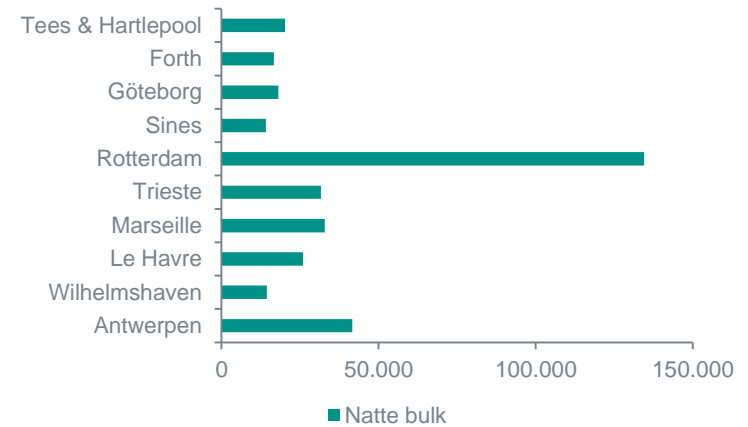 Tees & Hartlepool
Forth
Göteborg
Sines
Rotterdam
Trieste
Marseille
Le Havre
Wilhelmshaven
Antwerpen
0 50.000 100.000 150.000
Natte bulk